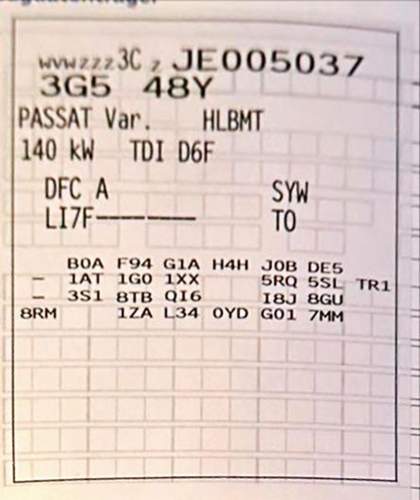 WVWZZZ3C Z JE005037
3G5 48Y
PASSAT Var. HLBMT
140 kW TDI D6F
DFC A SYW
LI7F-------- TO
B0A F94 G1A H4H J0B DE5
– 1AT 1G0 1XX 5RQ 5SL TR1
– 3S1 8TB QI6 I8J 8GU
8RM 1ZA L34 0YD G01 7MM